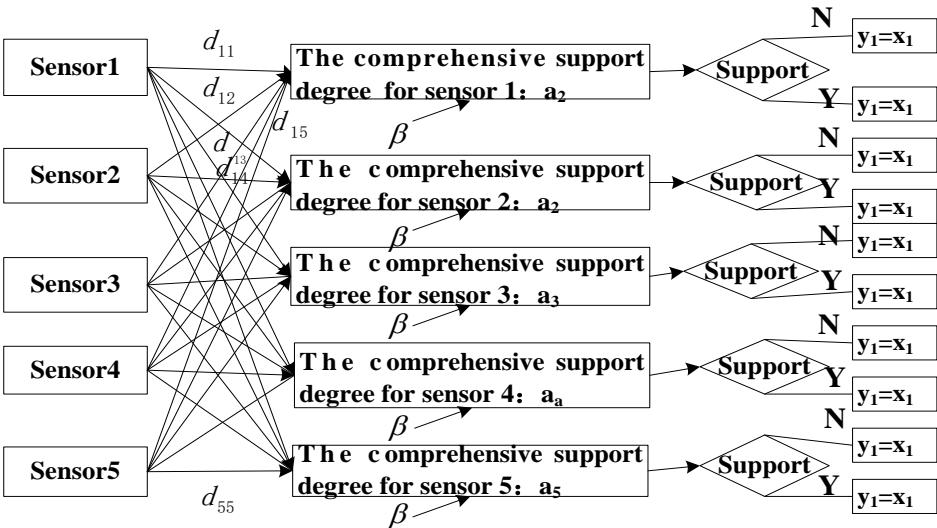 Sensor1
Sensor2
Sensor3
Sensor4
Sensor5
d11
d12
d13
d14
d15
d55
The comprehensive support
degree for sensor 1: a2
β
The comprehensive support
degree for sensor 2: a2
β
The comprehensive support
degree for sensor 3: a3
β
The comprehensive support
degree for sensor 4: aa
β
The comprehensive support
degree for sensor 5: a5
β
Support
N
y1=x1
Y
y1=x1
Support
N
y1=x1
Y
y1=x1
Support
N
y1=x1
Y
y1=x1
Support
N
y1=x1
Y
y1=x1
Support
N
y1=x1
Y
y1=x1